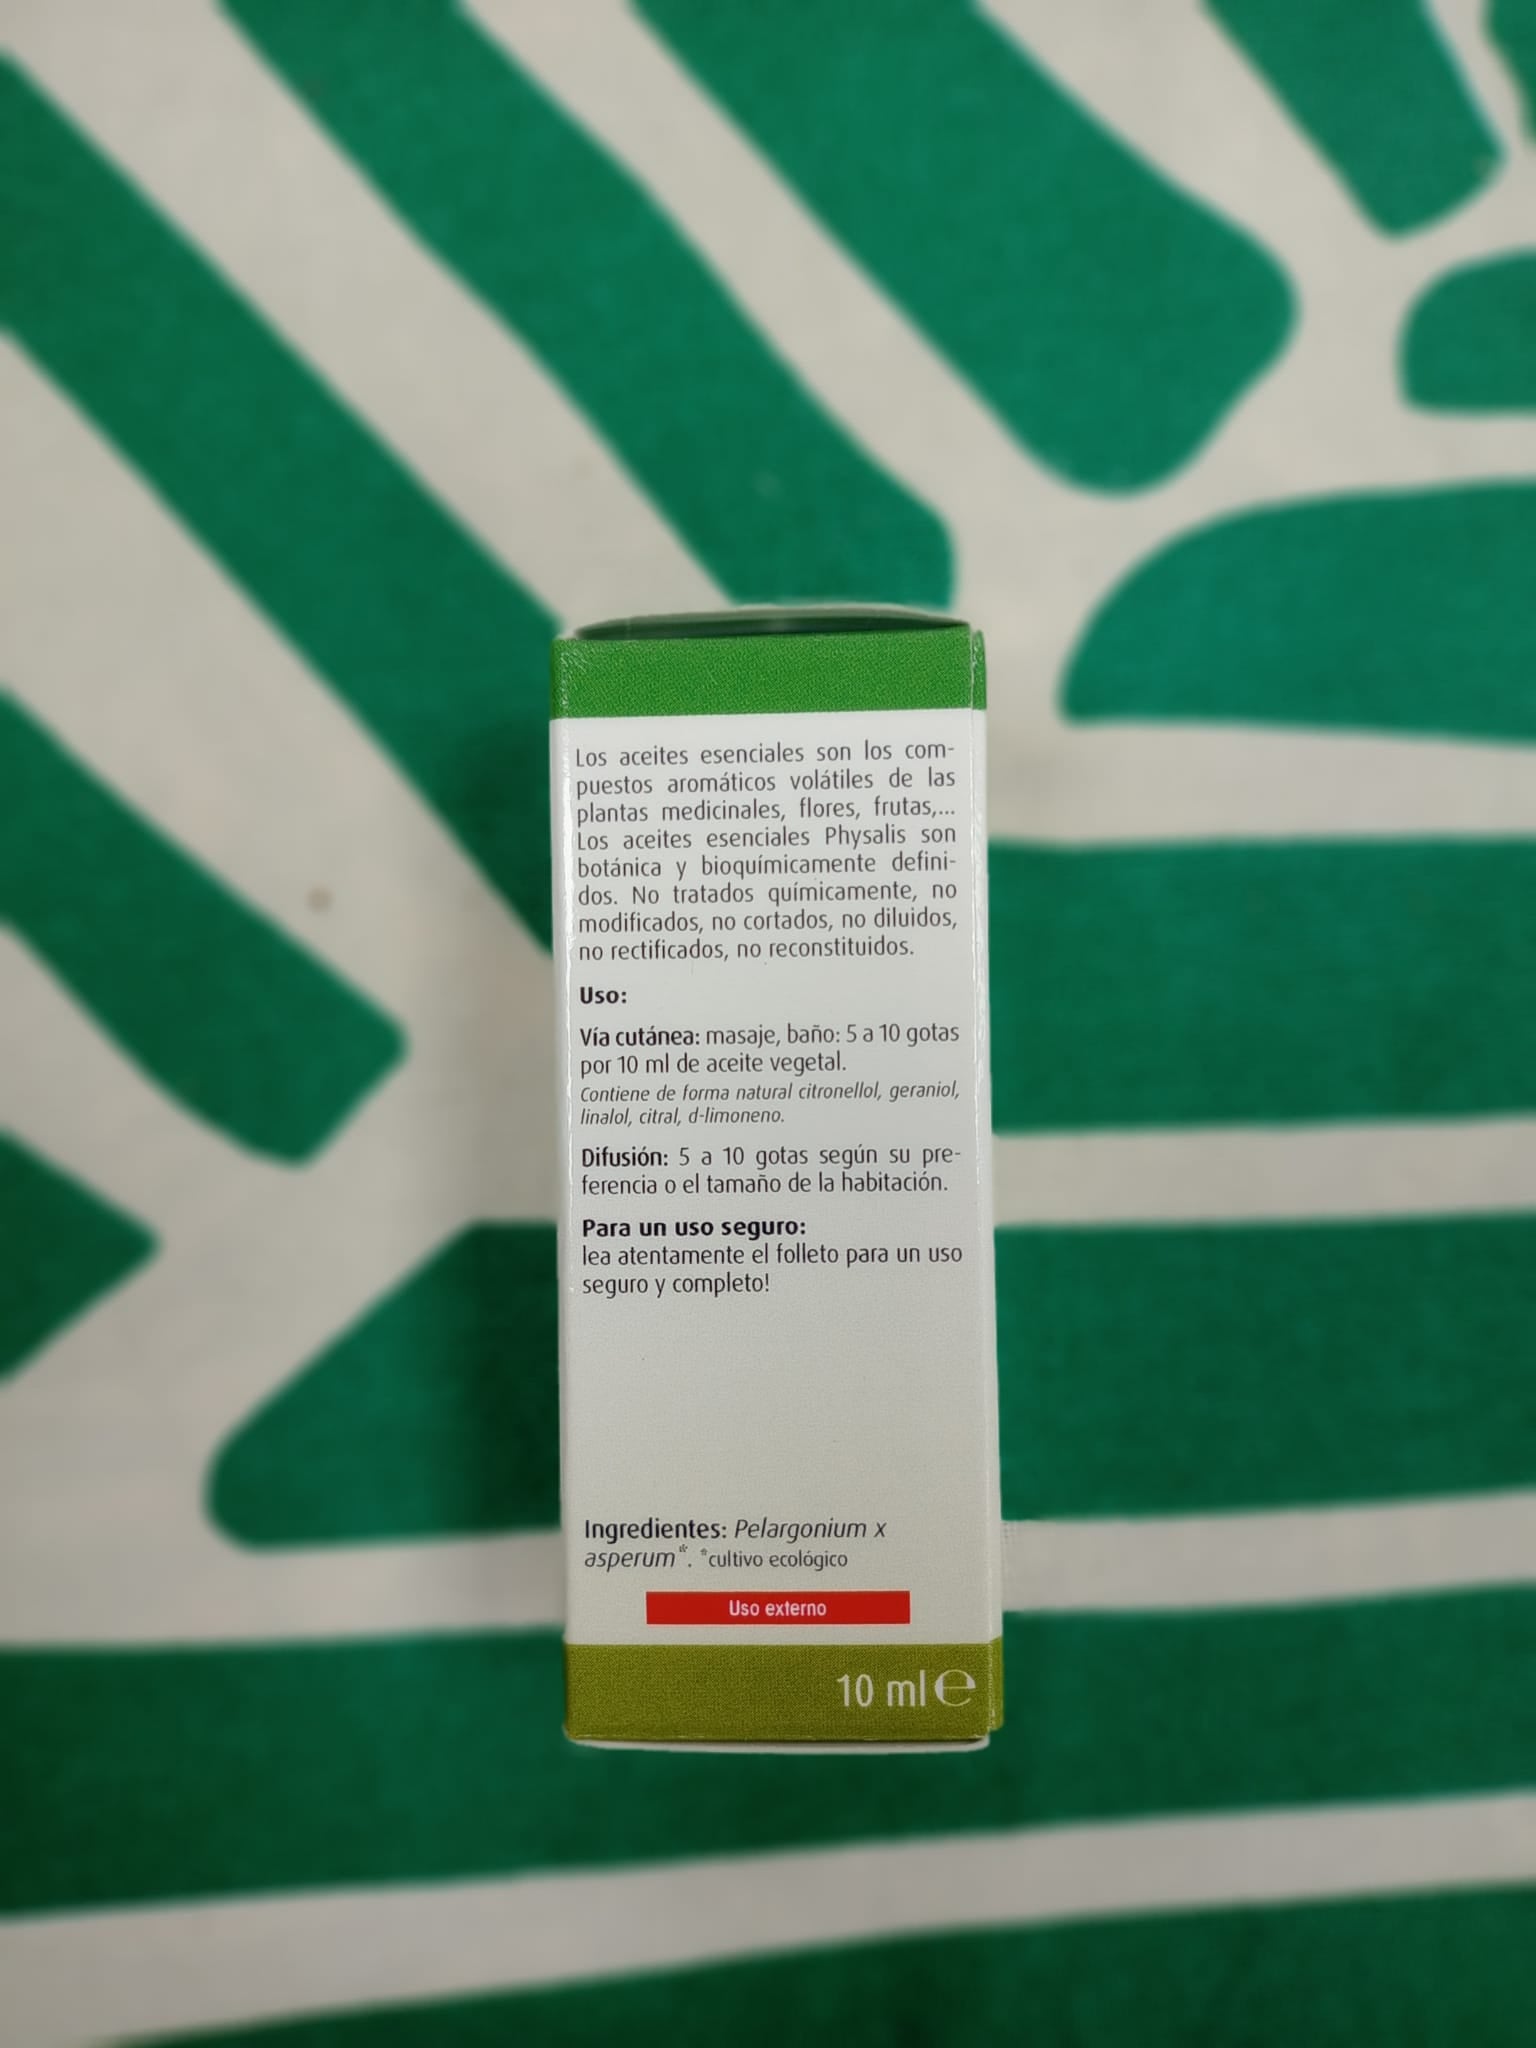 Los aceites esenciales son los com-
puestos aromáticos volátiles de las
plantas medicinales, flores, frutas,...
Los aceites esenciales Physalis son
botánica y bioquímicamente defini-
dos. No tratados químicamente, no
modificados, no cortados, no diluidos,
no rectificados, no reconstituidos.
Uso:
Vía cutánea: masaje, baño: 5 a 10 gotas
por 10 ml de aceite vegetal.
Contiene de forma natural citronellol, geraniol,
linalol, citral, d-limoneno.
Difusión: 5 a 10 gotas según su pre-
ferencia o el tamaño de la habitación.
Para un uso seguro:
lea atentamente el folleto para un uso
seguro y completo!
Ingredientes: Pelargonium x
asperum*. *cultivo ecológico
Uso externo
10 ml ℮